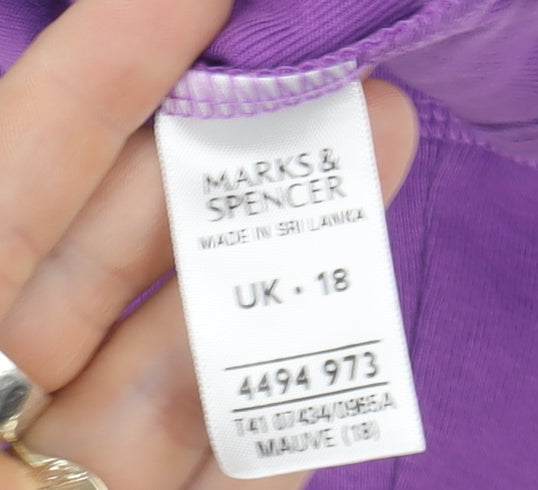 MARKS &
SPENCER
MADE IN SRI LANKA
UK • 18
4494 973
T41 07434/0965A
MAUVE (18)